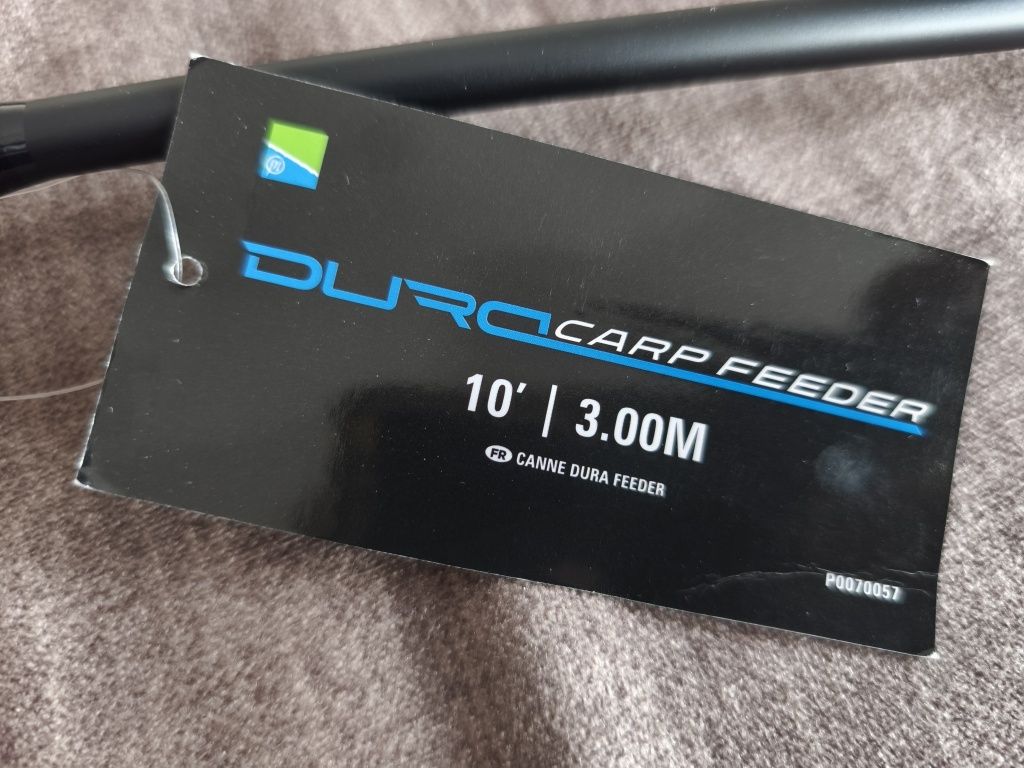 DURA CARP FEEDER
10' | 3.00M
FR CANNE DURA FEEDER
P0070057